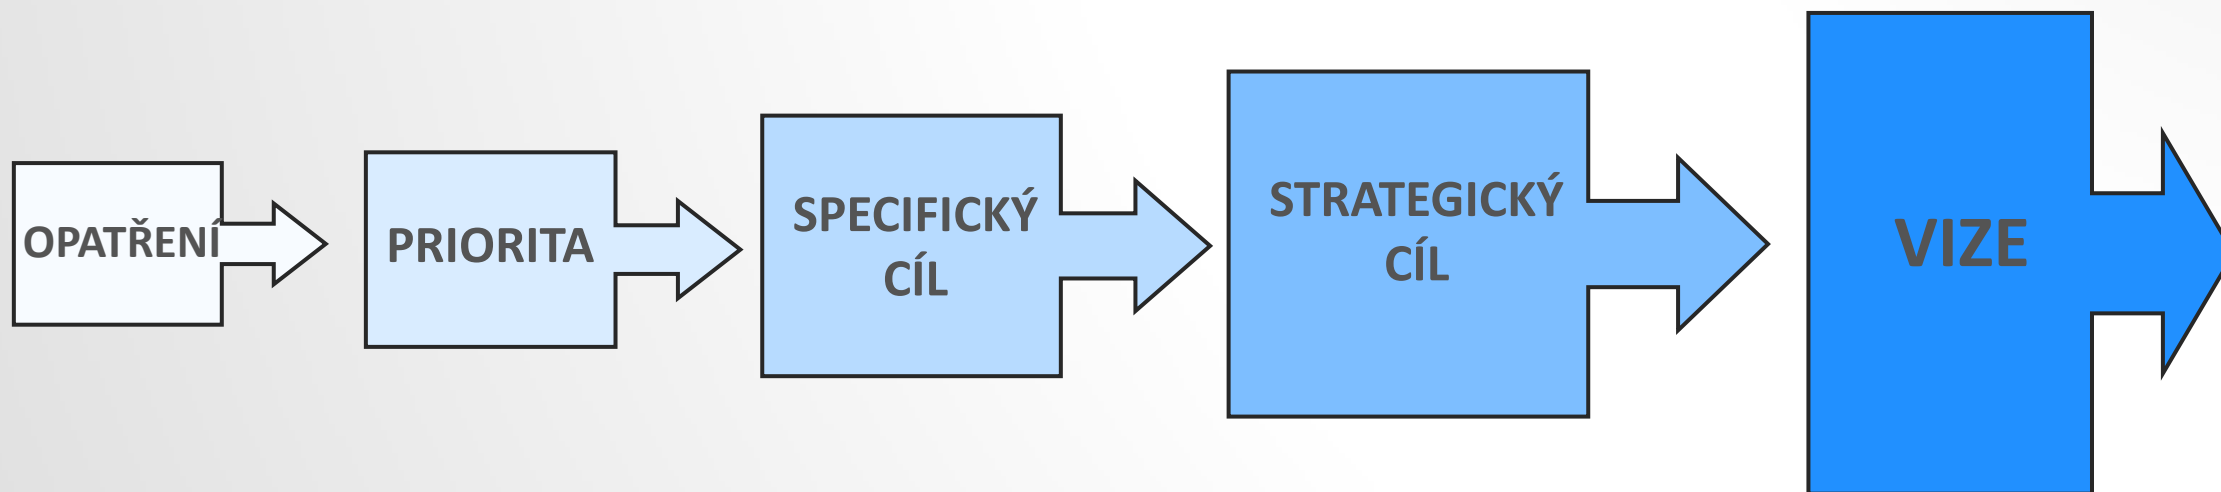 OPATŘENÍ
PRIORITA
SPECIFICKÝ
CÍL
STRATEGICKÝ
CÍL
VIZE